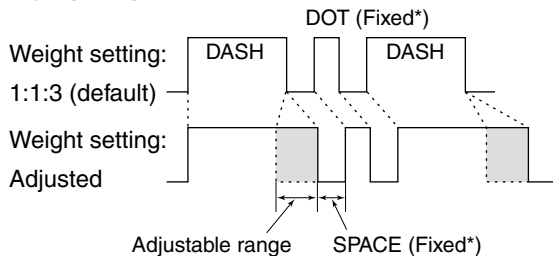 DOT (Fixed*)
Weight setting:
DASH
DASH
1:1:3 (default)
Weight setting:
Adjusted
Adjustable range
SPACE (Fixed*)